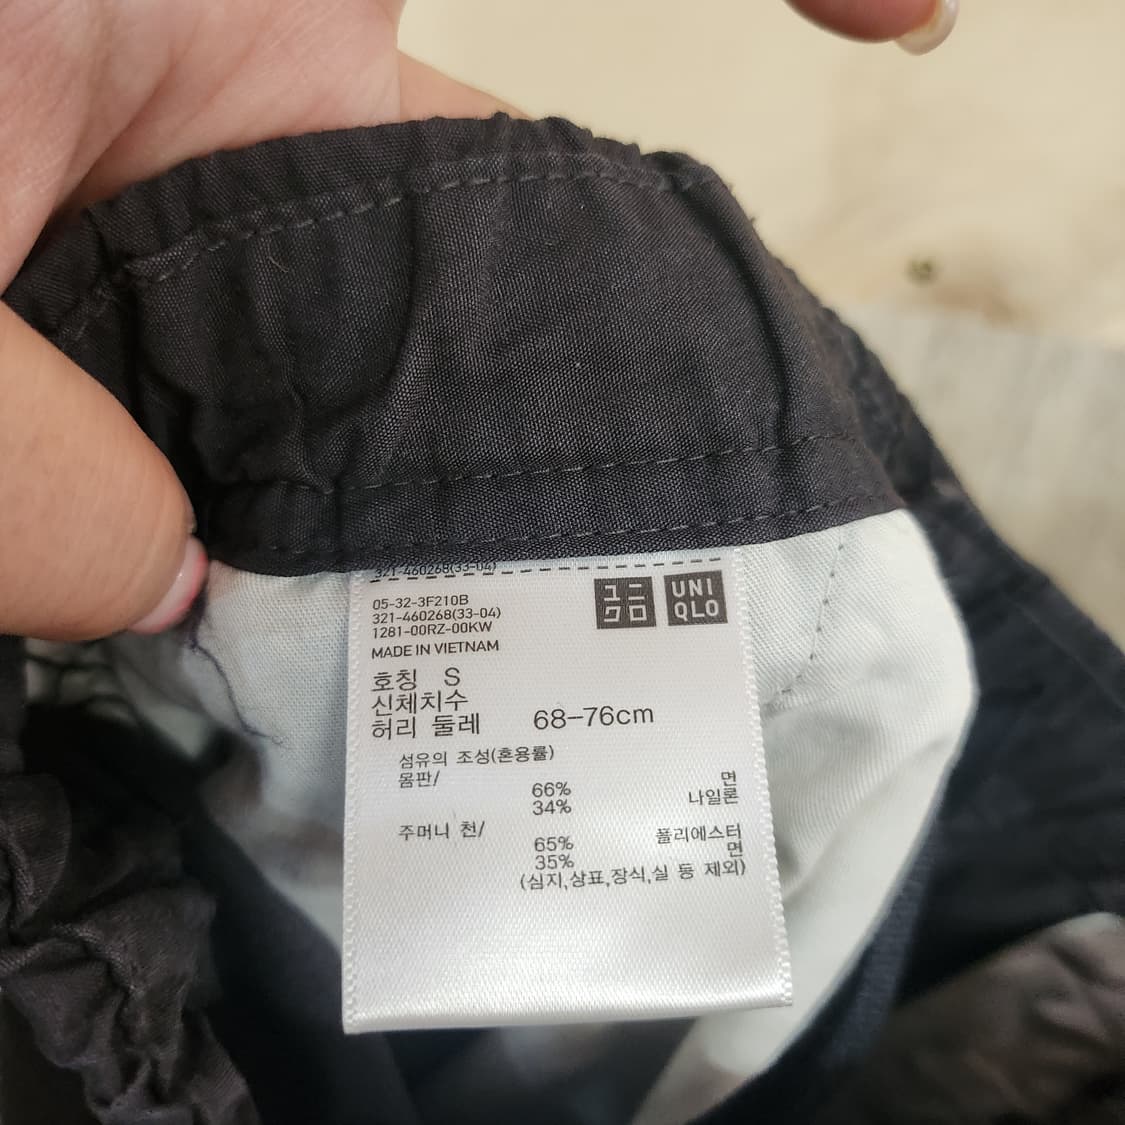 321-460268(33-04)
05-32-3F210B
321-460268(33-04)
1281-00RZ-00KW
MADE IN VIETNAM
ユニ
クロ
UNI
QLO
호칭 S
신체치수
허리 둘레 68-76cm
섬유의 조성(혼용률)
몸판/
66% 면
34% 나일론
주머니 천/
65% 폴리에스터
35% 면
(심지,상표,장식,실 등 제외)